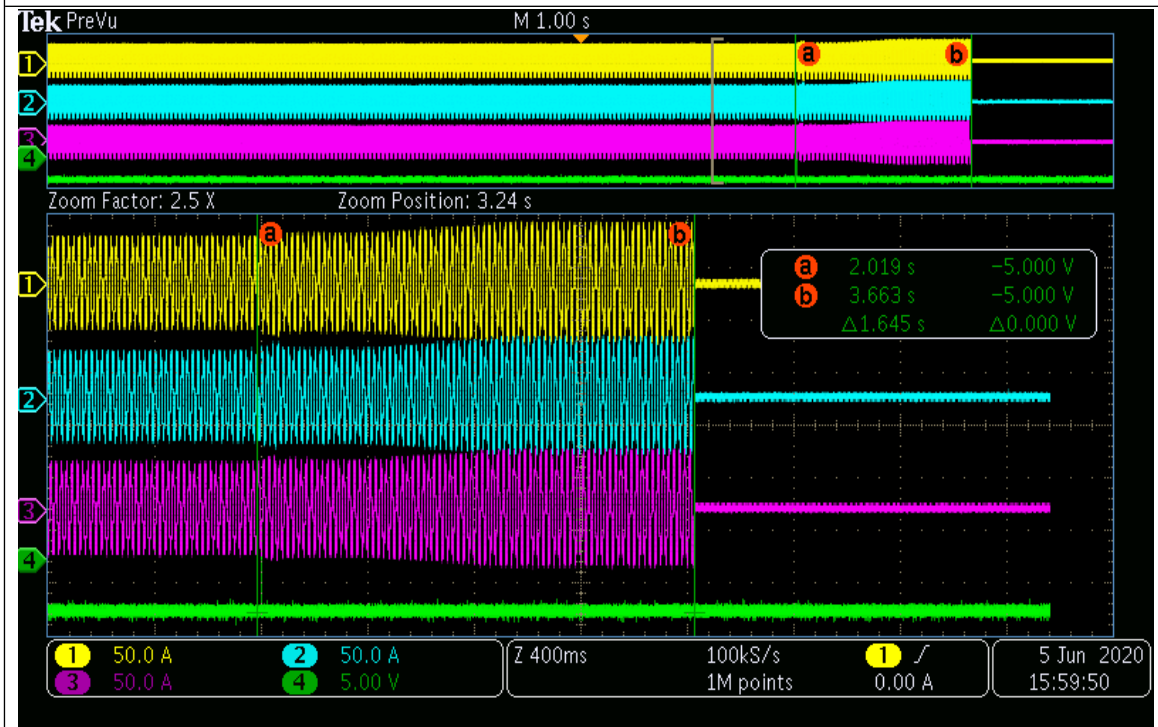 Tek PreVu M 1.00 s
1
a b
2
3
4
Zoom Factor: 2.5 X Zoom Position: 3.24 s
a b
1
a 2.019 s −5.000 V
b 3.663 s −5.000 V
Δ1.645 s Δ0.000 V
2
3
4
1 50.0 A 2 50.0 A Z 400ms 100kS/s 1 5 Jun 2020
3 50.0 A 4 5.00 V 1M points 0.00 A 15:59:50